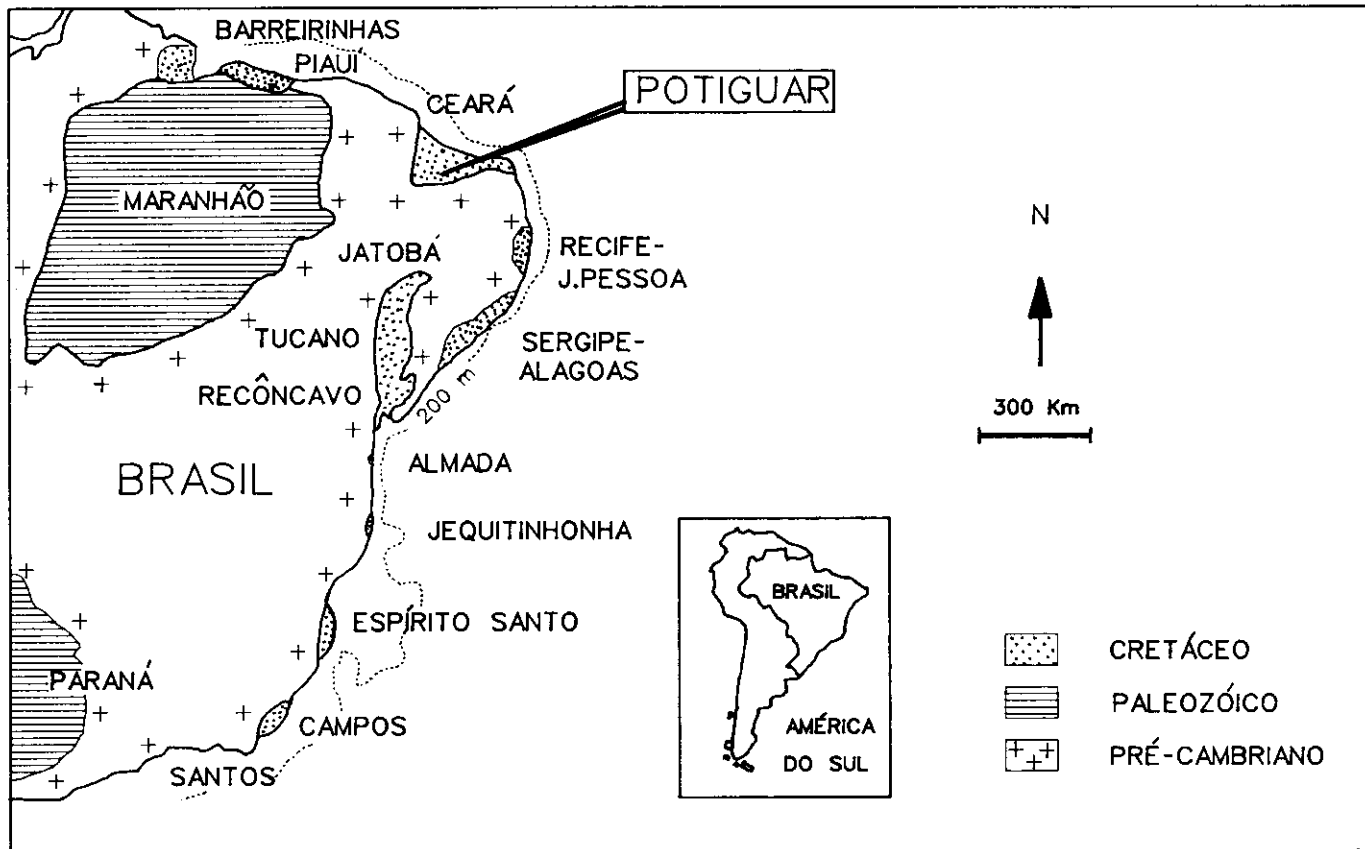 BARREIRINHAS
PIAUÍ
CEARÁ
POTIGUAR
MARANHÃO
JATOBÁ
RECIFE-
J.PESSOA
TUCANO
SERGIPE-
ALAGOAS
RECÔNCAVO
200 m
N
300 Km
BRASIL
ALMADA
JEQUITINHONHA
ESPÍRITO SANTO
PARANÁ
CAMPOS
SANTOS
BRASIL
AMÉRICA
DO SUL
CRETÁCEO
PALEOZÓICO
PRÉ-CAMBRIANO